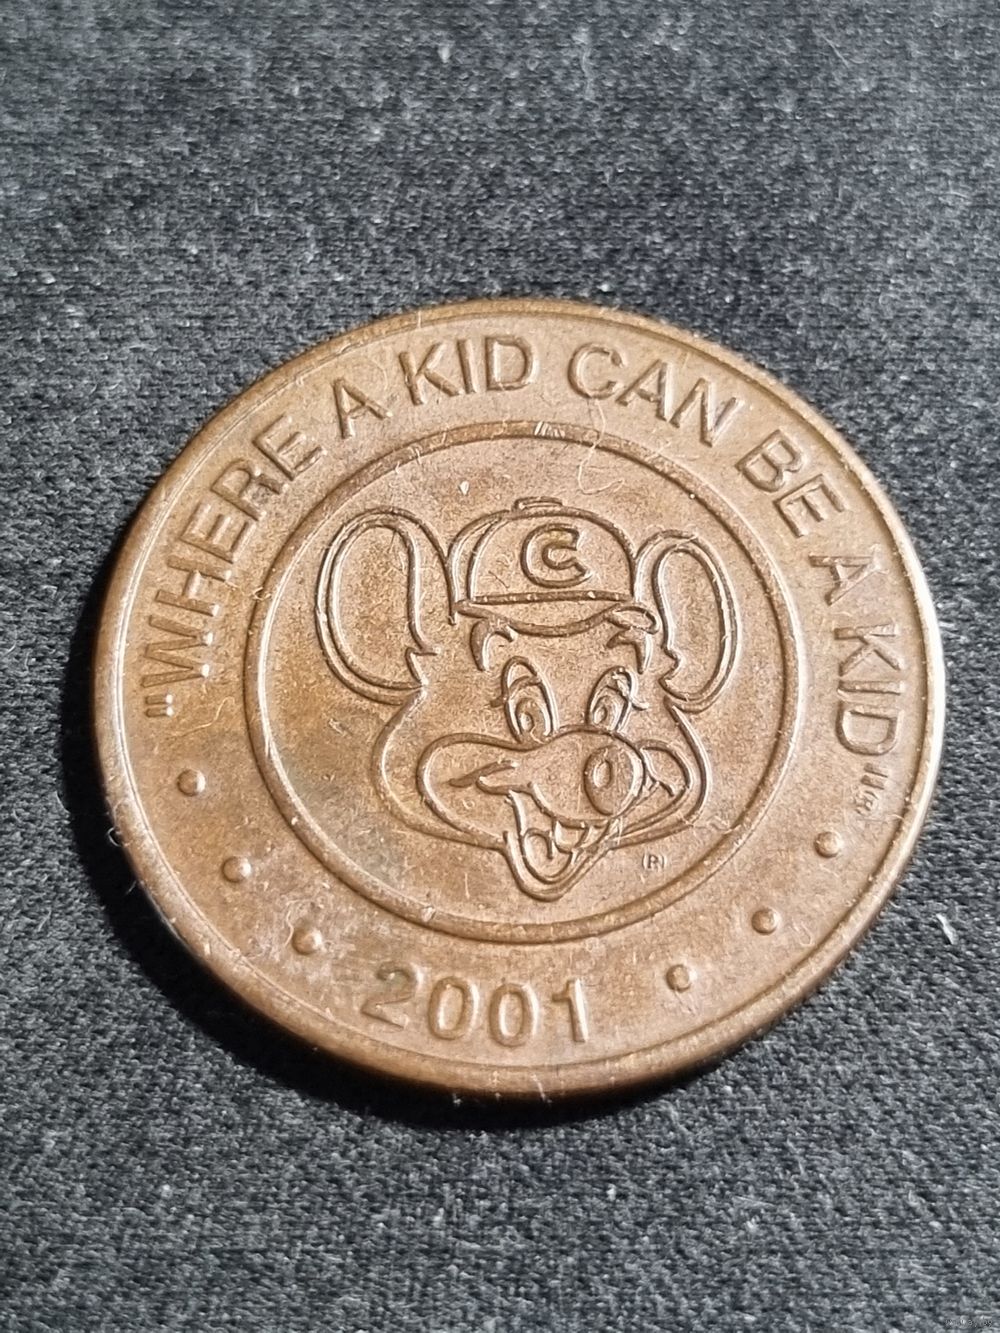 "WHERE A KID CAN BE A KID"®
C
®
2001